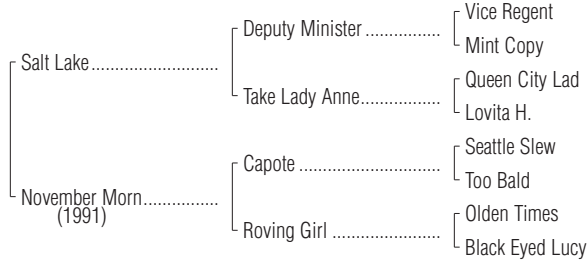 Vice Regent
Deputy Minister ..................
Mint Copy
Salt Lake..............................
Queen City Lad
Take Lady Anne...................
Lovita H.
Seattle Slew
Capote .................................
Too Bald
November Morn..................
(1991)
Olden Times
Roving Girl .........................
Black Eyed Lucy